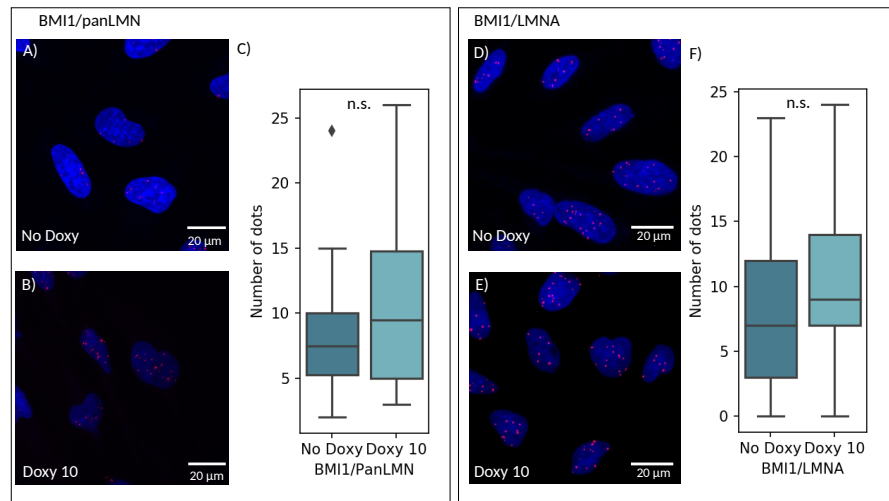 BMI1/panLMN
A)
No Doxy
20 µm
B)
Doxy 10
20 µm
C)
n.s.
25
20
15
10
5
Number of dots
No Doxy Doxy 10
BMI1/PanLMN
BMI1/LMNA
D)
No Doxy
20 µm
E)
Doxy 10
20 µm
F)
n.s.
25
20
15
10
5
0
Number of dots
No Doxy Doxy 10
BMI1/LMNA